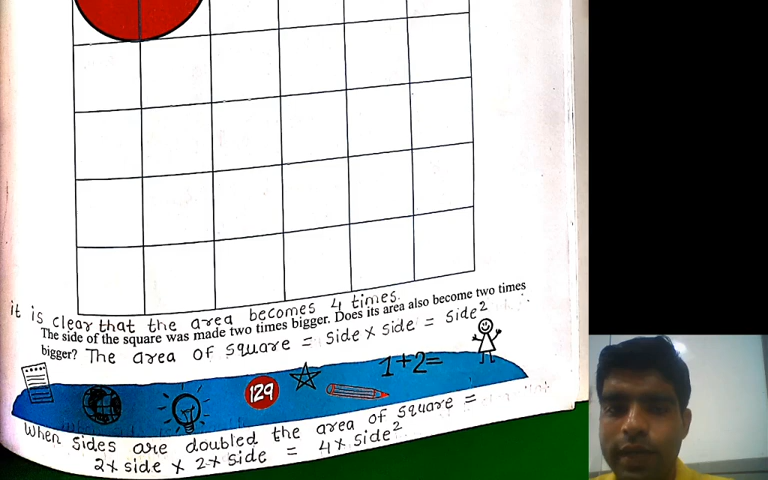 it is clear that the area becomes 4 times.
The side of the square was made two times bigger. Does its area also become two times
bigger? The area of square = side x side = side²
1+2=
129
When sides are doubled the area of square =
2x side x 2x side = 4x side²